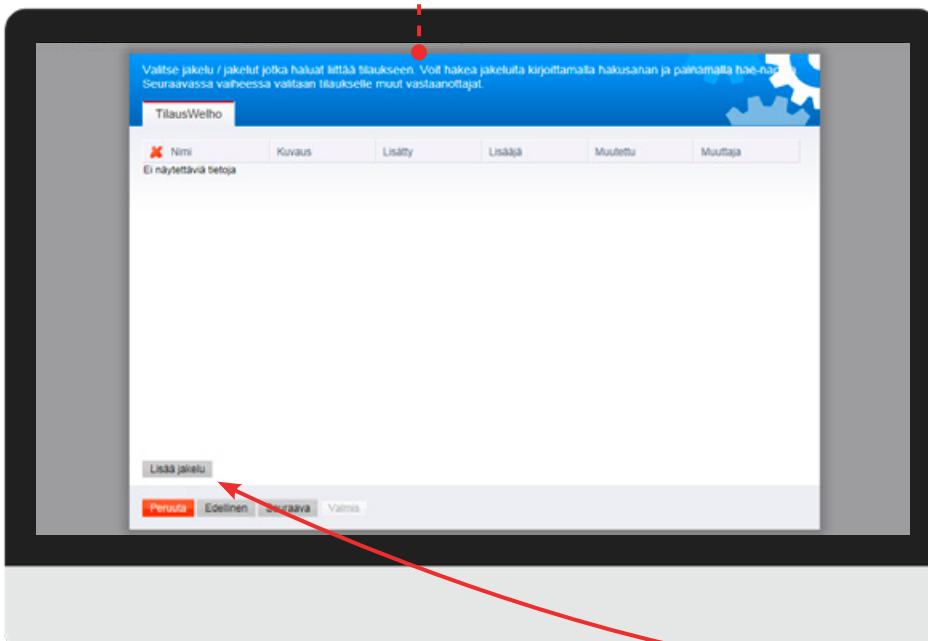 Valitse jakelu / jakelut jotka haluat liittää tilaukseen. Voit hakea jakeluita kirjoittamalla hakusanan ja painamalla hae-nap
Seuraavassa vaiheessa valitaan tilaukselle muut vastaanottajat.
TilausWelho
Nimi Kuvaus Lisätty Lisääjä Muutettu Muuttaja
Ei näytettäviä tietoja
Lisää jakelu
Peruuta Edellinen Seuraava Valmis